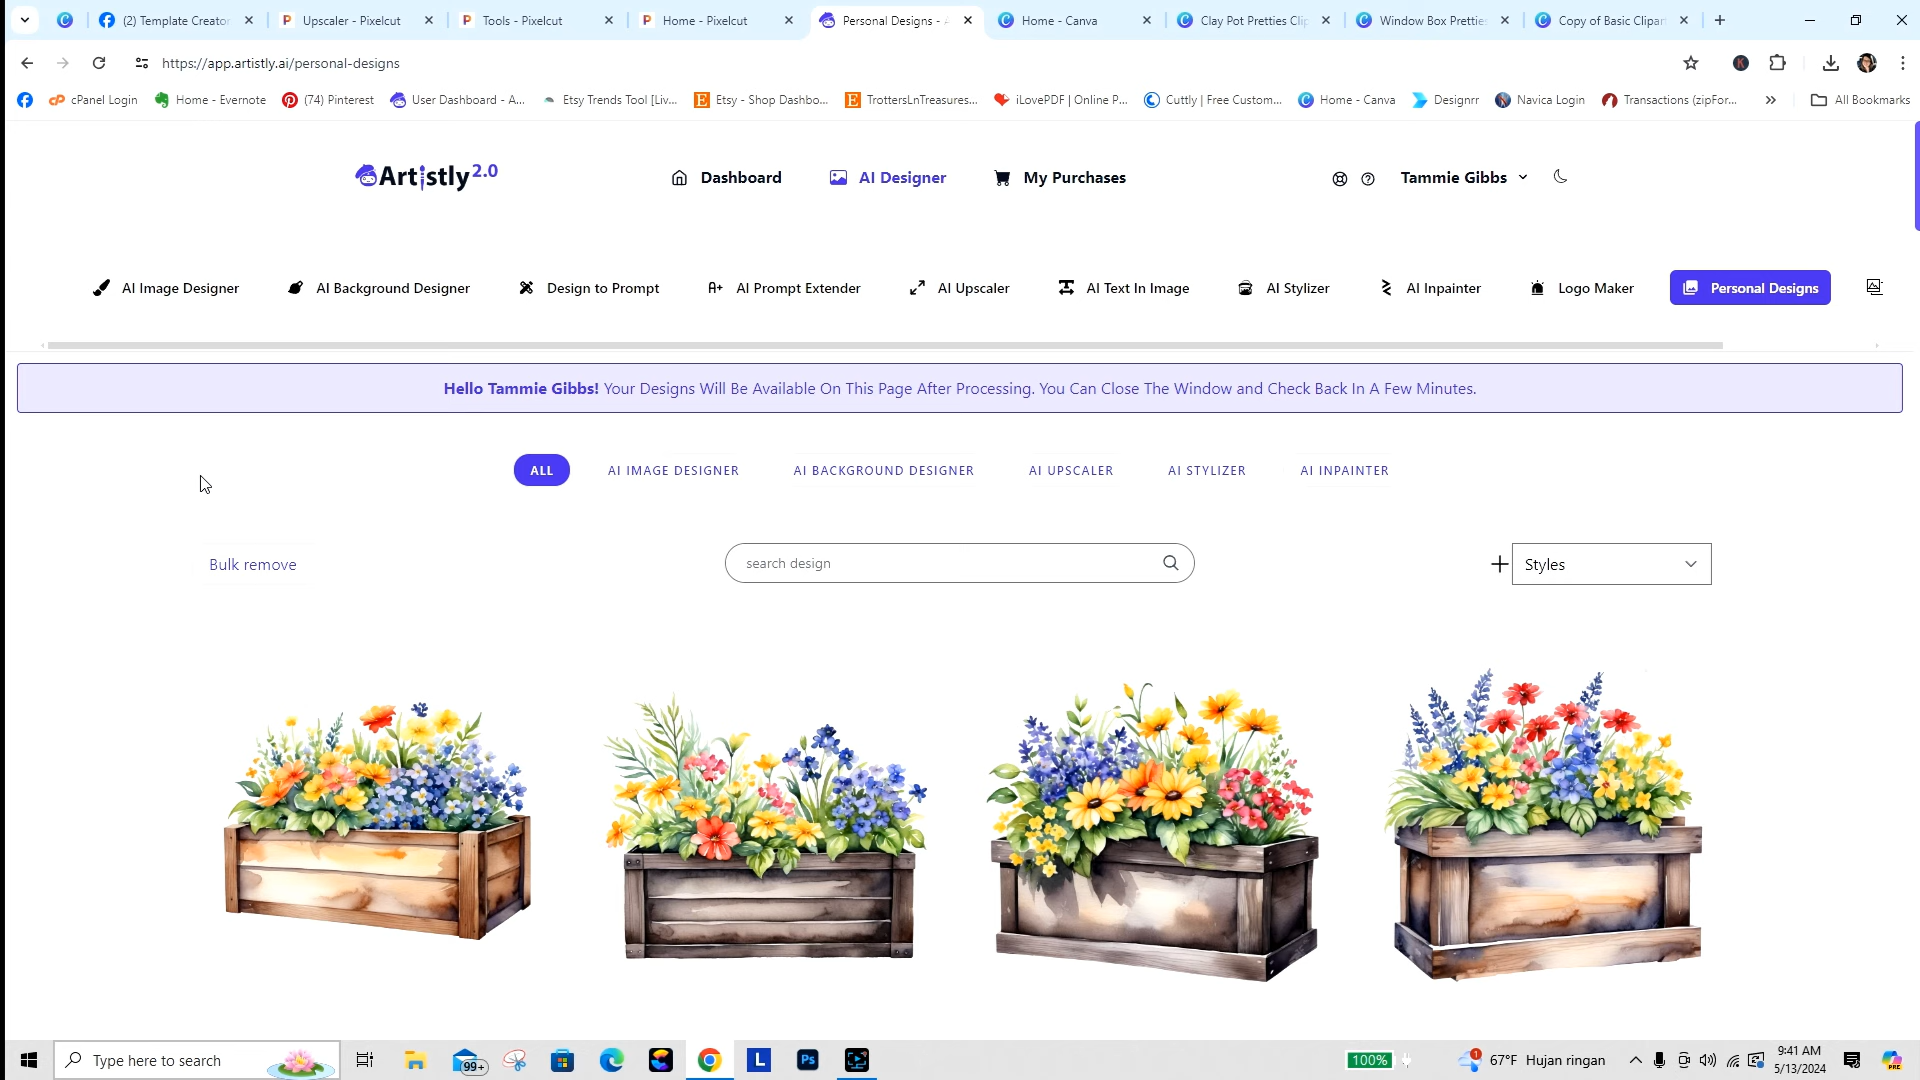 (2) Template Creator
Upscaler - Pixelcut
Tools - Pixelcut
Home - Pixelcut
Personal Designs - A
Home - Canva
Clay Pot Pretties Clip
Window Box Pretties
Copy of Basic Clipar
https://app.artistly.ai/personal-designs
cPanel Login
Home - Evernote
(74) Pinterest
User Dashboard - A...
Etsy Trends Tool [Liv...
Etsy - Shop Dashbo...
TrottersLnTreasures...
iLovePDF | Online P...
Cuttly | Free Custom...
Home - Canva
Designrr
Navica Login
Transactions (zipFor...
All Bookmarks
Artistly 2.0
Dashboard
AI Designer
My Purchases
Tammie Gibbs
AI Image Designer
AI Background Designer
Design to Prompt
A+ AI Prompt Extender
AI Upscaler
AI Text In Image
AI Stylizer
AI Inpainter
Logo Maker
Personal Designs
Hello Tammie Gibbs! Your Designs Will Be Available On This Page After Processing. You Can Close The Window and Check Back In A Few Minutes.
ALL
AI IMAGE DESIGNER
AI BACKGROUND DESIGNER
AI UPSCALER
AI STYLIZER
AI INPAINTER
Bulk remove
search design
Styles
Type here to search
99+
L
Ps
100%
1
67°F Hujan ringan
9:41 AM
5/13/2024
PRE